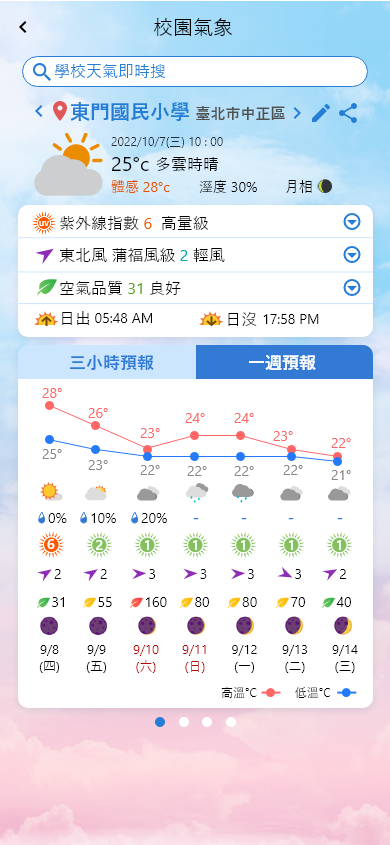 校園氣象
學校天氣即時搜
東門國民小學 臺北市中正區
2022/10/7(三) 10 : 00
25°c 多雲時晴
體感 28°c 溼度 30% 月相
UV 紫外線指數 6 高量級
東北風 蒲福風級 2 輕風
空氣品質 31 良好
日出 05:48 AM 日沒 17:58 PM
三小時預報 一週預報
28° 26° 23° 24° 24° 23° 22°
25° 23° 22° 22° 22° 22° 21°
0% 10% 20% - - - -
6 2 1 1 1 1 1
2 2 3 3 3 3 2
31 55 160 80 80 70 40
9/8 9/9 9/10 9/11 9/12 9/13 9/14
(四) (五) (六) (日) (一) (二) (三)
高溫°C 低溫°C